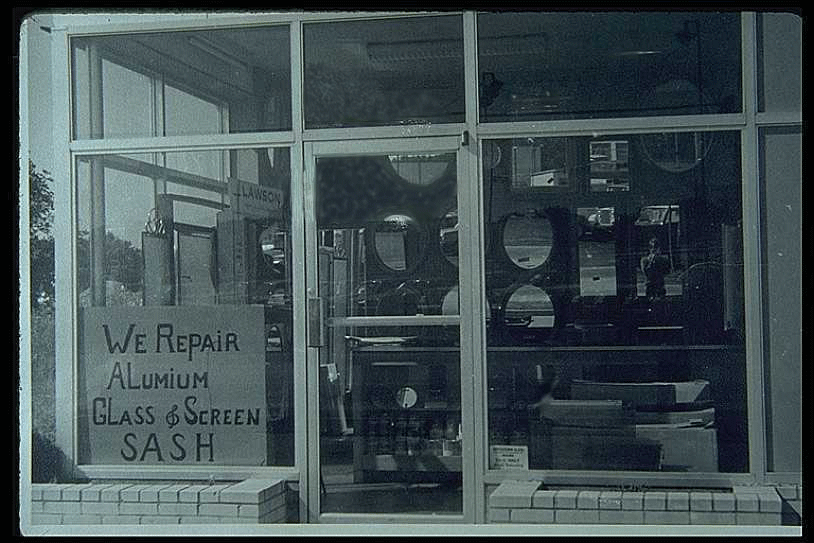 LAWSON
WE REPAIR
ALUMIUM
GLASS & SCREEN
SASH